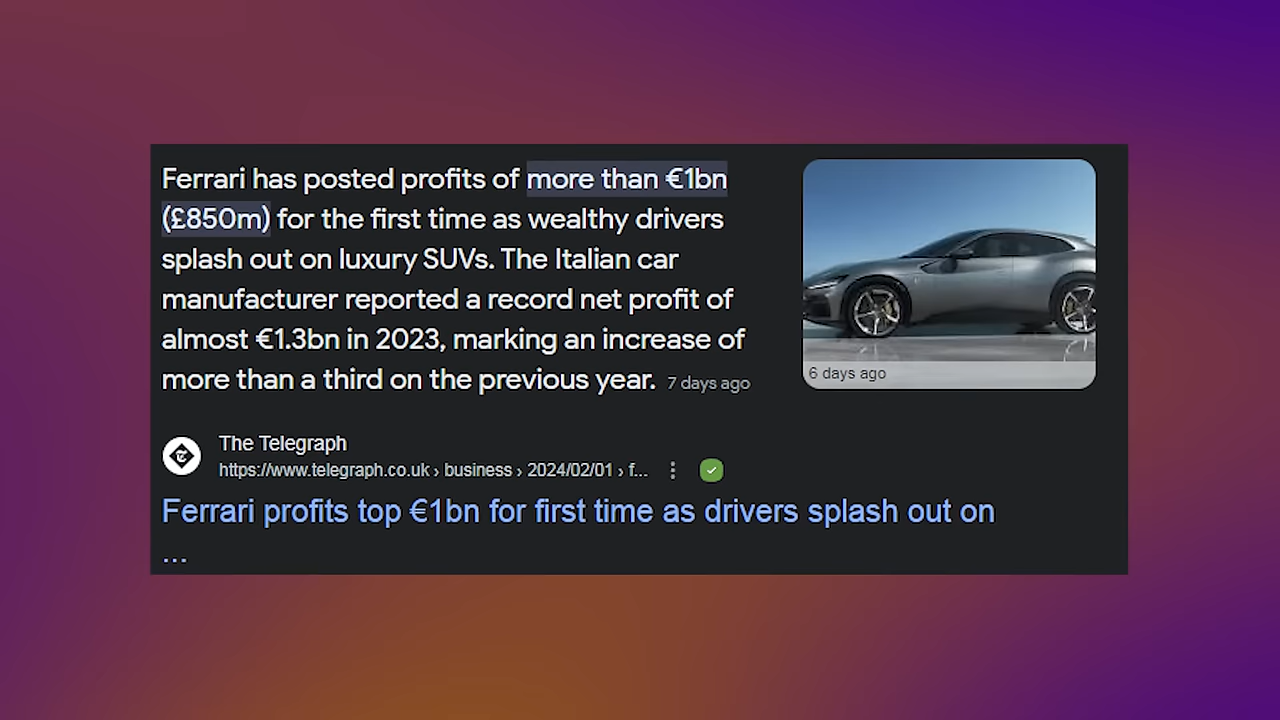 Ferrari has posted profits of more than €1bn
(£850m) for the first time as wealthy drivers
splash out on luxury SUVs. The Italian car
manufacturer reported a record net profit of
almost €1.3bn in 2023, marking an increase of
more than a third on the previous year. 7 days ago
6 days ago
The Telegraph
https://www.telegraph.co.uk › business › 2024/02/01 › f...
Ferrari profits top €1bn for first time as drivers splash out on
...